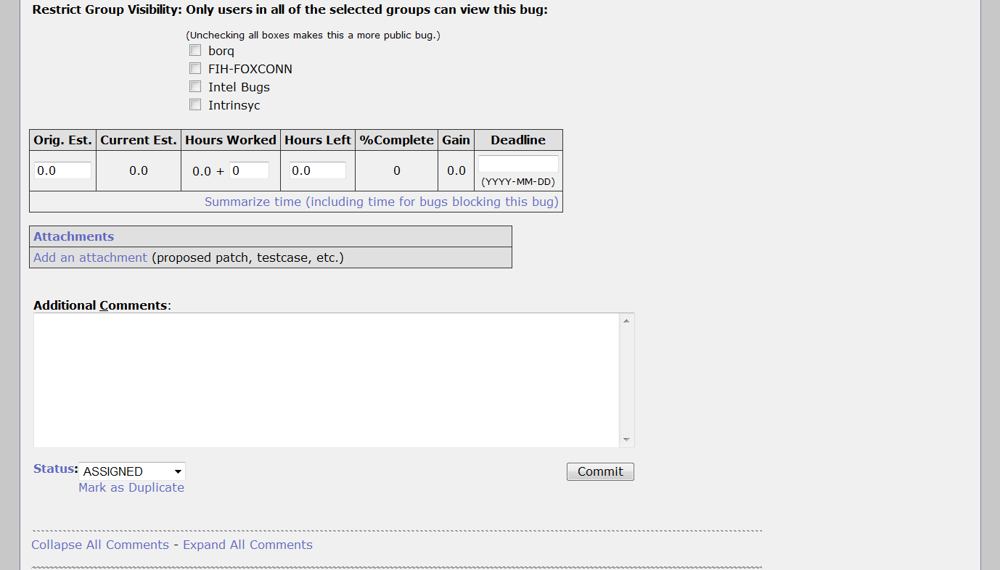 Restrict Group Visibility: Only users in all of the selected groups can view this bug:
(Unchecking all boxes makes this a more public bug.)
borq
FIH-FOXCONN
Intel Bugs
Intrinsyc
Orig. Est. Current Est. Hours Worked Hours Left %Complete Gain Deadline
0.0 0.0 0.0 + 0 0.0 0 0.0
(YYYY-MM-DD)
Summarize time (including time for bugs blocking this bug)
Attachments
Add an attachment (proposed patch, testcase, etc.)
Additional Comments:
Status: ASSIGNED Commit
Mark as Duplicate
Collapse All Comments - Expand All Comments